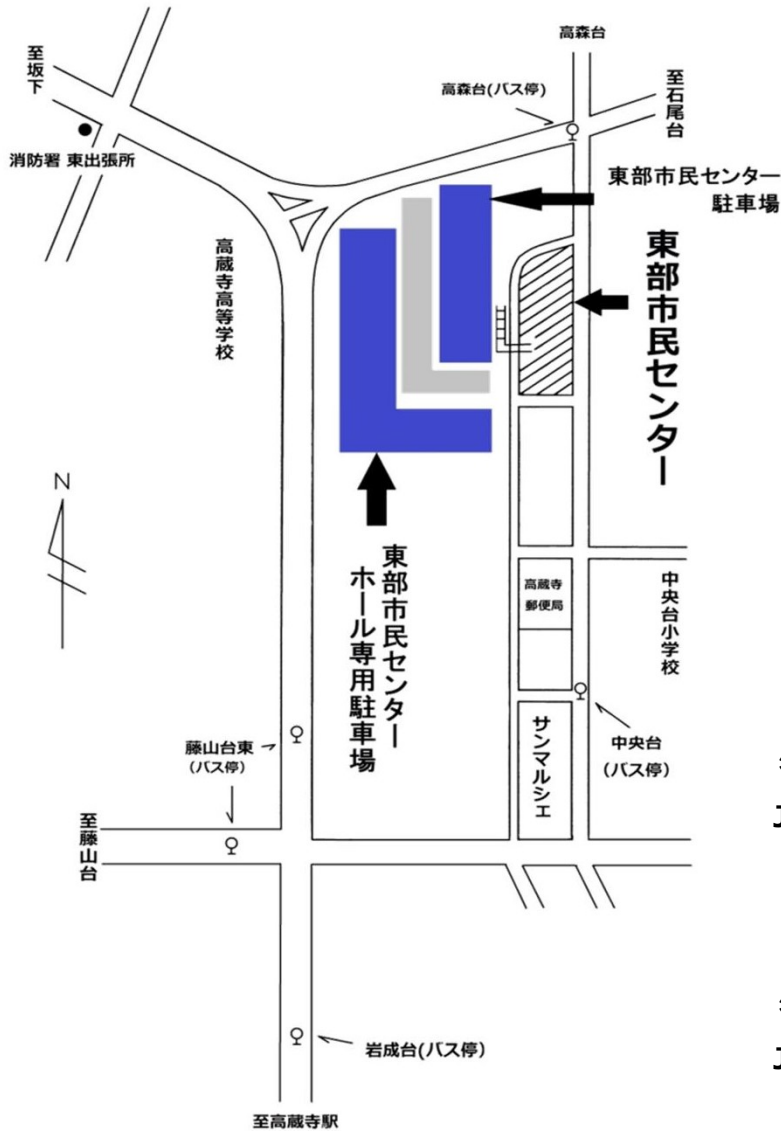 高森台
至坂下
高森台(バス停)
至石尾台
消防署 東出張所
東部市民センター
駐車場
高蔵寺高等学校
東部市民センター
N
東部市民センター
ホール専用駐車場
高蔵寺
郵便局
中央台小学校
藤山台東
(バス停)
サンマルシェ
中央台
(バス停)
至藤山台
岩成台(バス停)
至高蔵寺駅